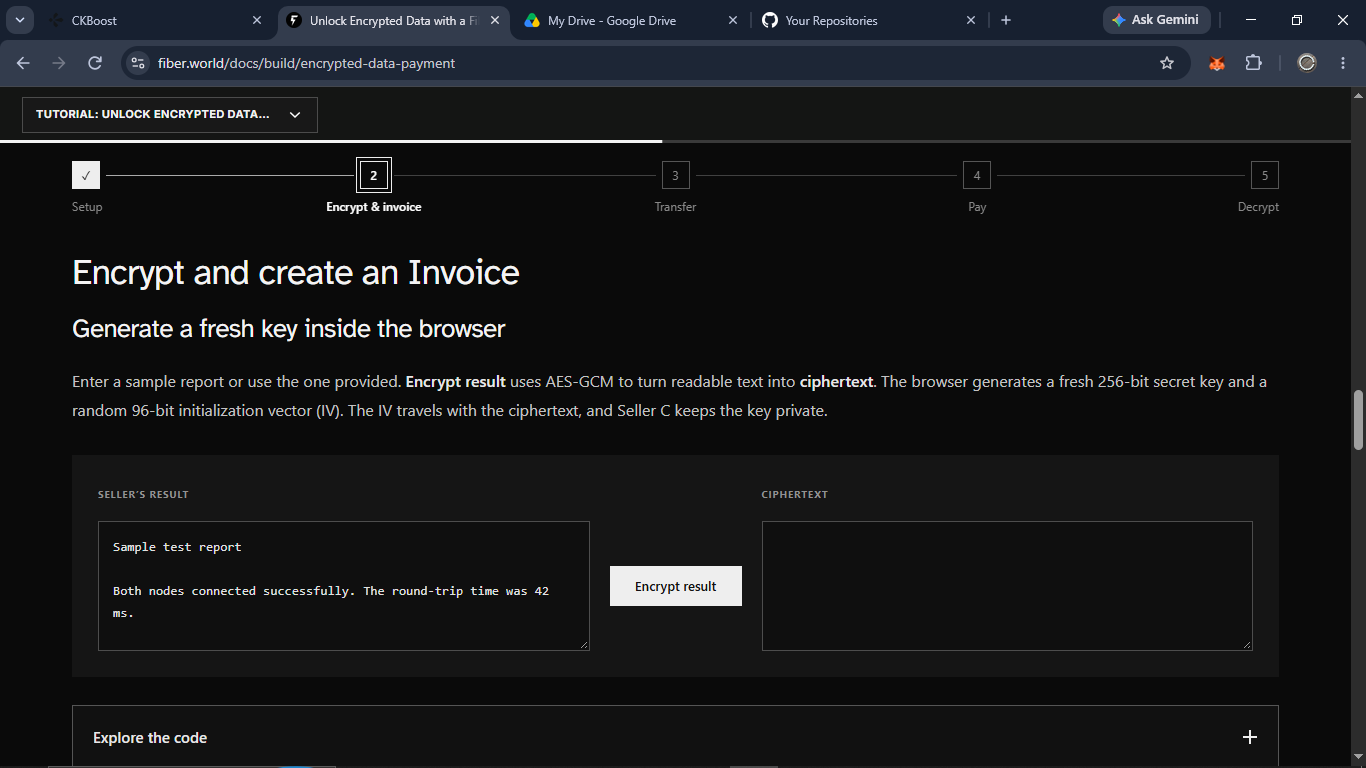 CKBoost
Unlock Encrypted Data with a Fi
My Drive - Google Drive
Your Repositories
Ask Gemini
fiber.world/docs/build/encrypted-data-payment
TUTORIAL: UNLOCK ENCRYPTED DATA...
✓
2
3
4
5
Setup
Encrypt & invoice
Transfer
Pay
Decrypt
Encrypt and create an Invoice
Generate a fresh key inside the browser
Enter a sample report or use the one provided. Encrypt result uses AES-GCM to turn readable text into ciphertext. The browser generates a fresh 256-bit secret key and a
random 96-bit initialization vector (IV). The IV travels with the ciphertext, and Seller C keeps the key private.
SELLER'S RESULT
CIPHERTEXT
Sample test report
Both nodes connected successfully. The round-trip time was 42
ms.
Encrypt result
Explore the code